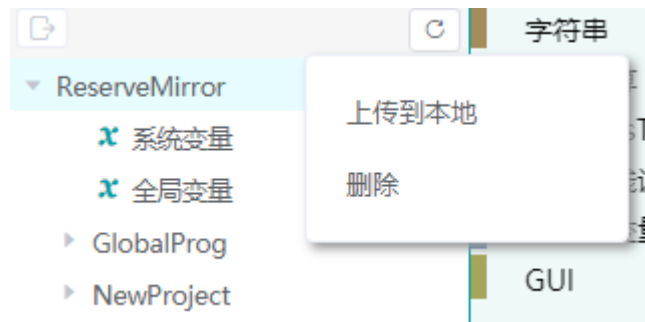 字符串
ReserveMirror
上传到本地
系统变量
删除
全局变量
GlobalProg
GUI
NewProject